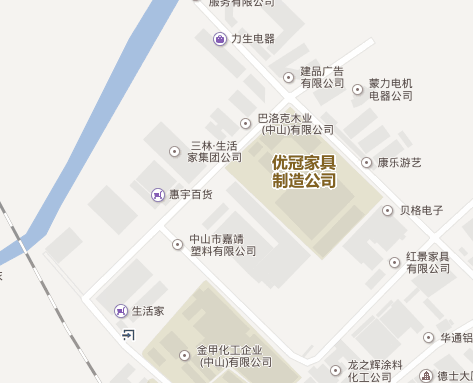 服务有限公司
力生电器
建品广告
有限公司
蒙力电机
电器公司
巴洛克木业
(中山)有限公司
三林·生活
家集团公司
优冠家具
制造公司
康乐游艺
惠宇百货
贝格电子
中山市嘉靖
塑料有限公司
红景家具
有限公司
生活家
华通铝
金甲化工企业
(中山)有限公司
龙之辉涂料
化工公司
德士大